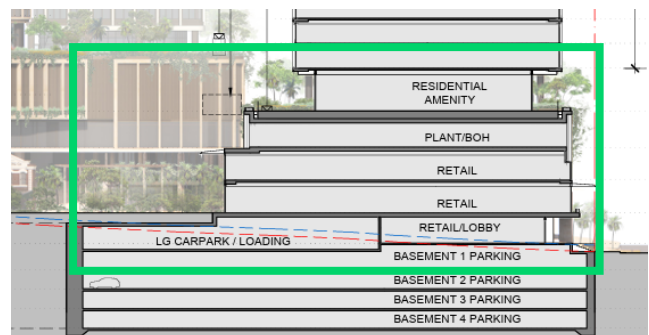 RESIDENTIAL
AMENITY
PLANT/BOH
RETAIL
RETAIL
RETAIL/LOBBY
LG CARPARK / LOADING
BASEMENT 1 PARKING
BASEMENT 2 PARKING
BASEMENT 3 PARKING
BASEMENT 4 PARKING